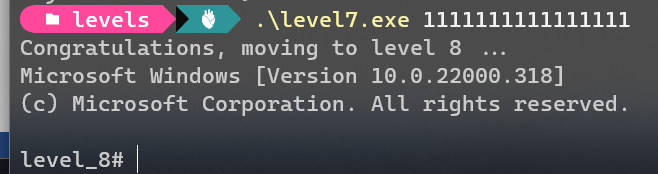 levels .\level7.exe 1111111111111111
Congratulations, moving to level 8 ...
Microsoft Windows [Version 10.0.22000.318]
(c) Microsoft Corporation. All rights reserved.
level_8#